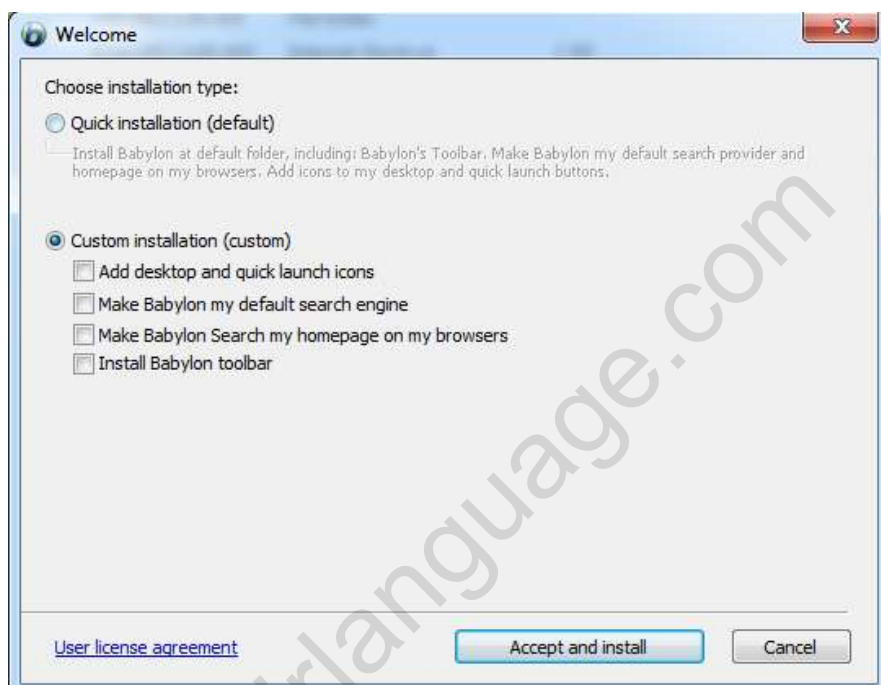 Welcome
Choose installation type:
Quick installation (default)
Install Babylon at default folder, including: Babylon's Toolbar. Make Babylon my default search provider and
homepage on my browsers. Add icons to my desktop and quick launch buttons.
Custom installation (custom)
Add desktop and quick launch icons
Make Babylon my default search engine
Make Babylon Search my homepage on my browsers
Install Babylon toolbar
User license agreement
Accept and install
Cancel